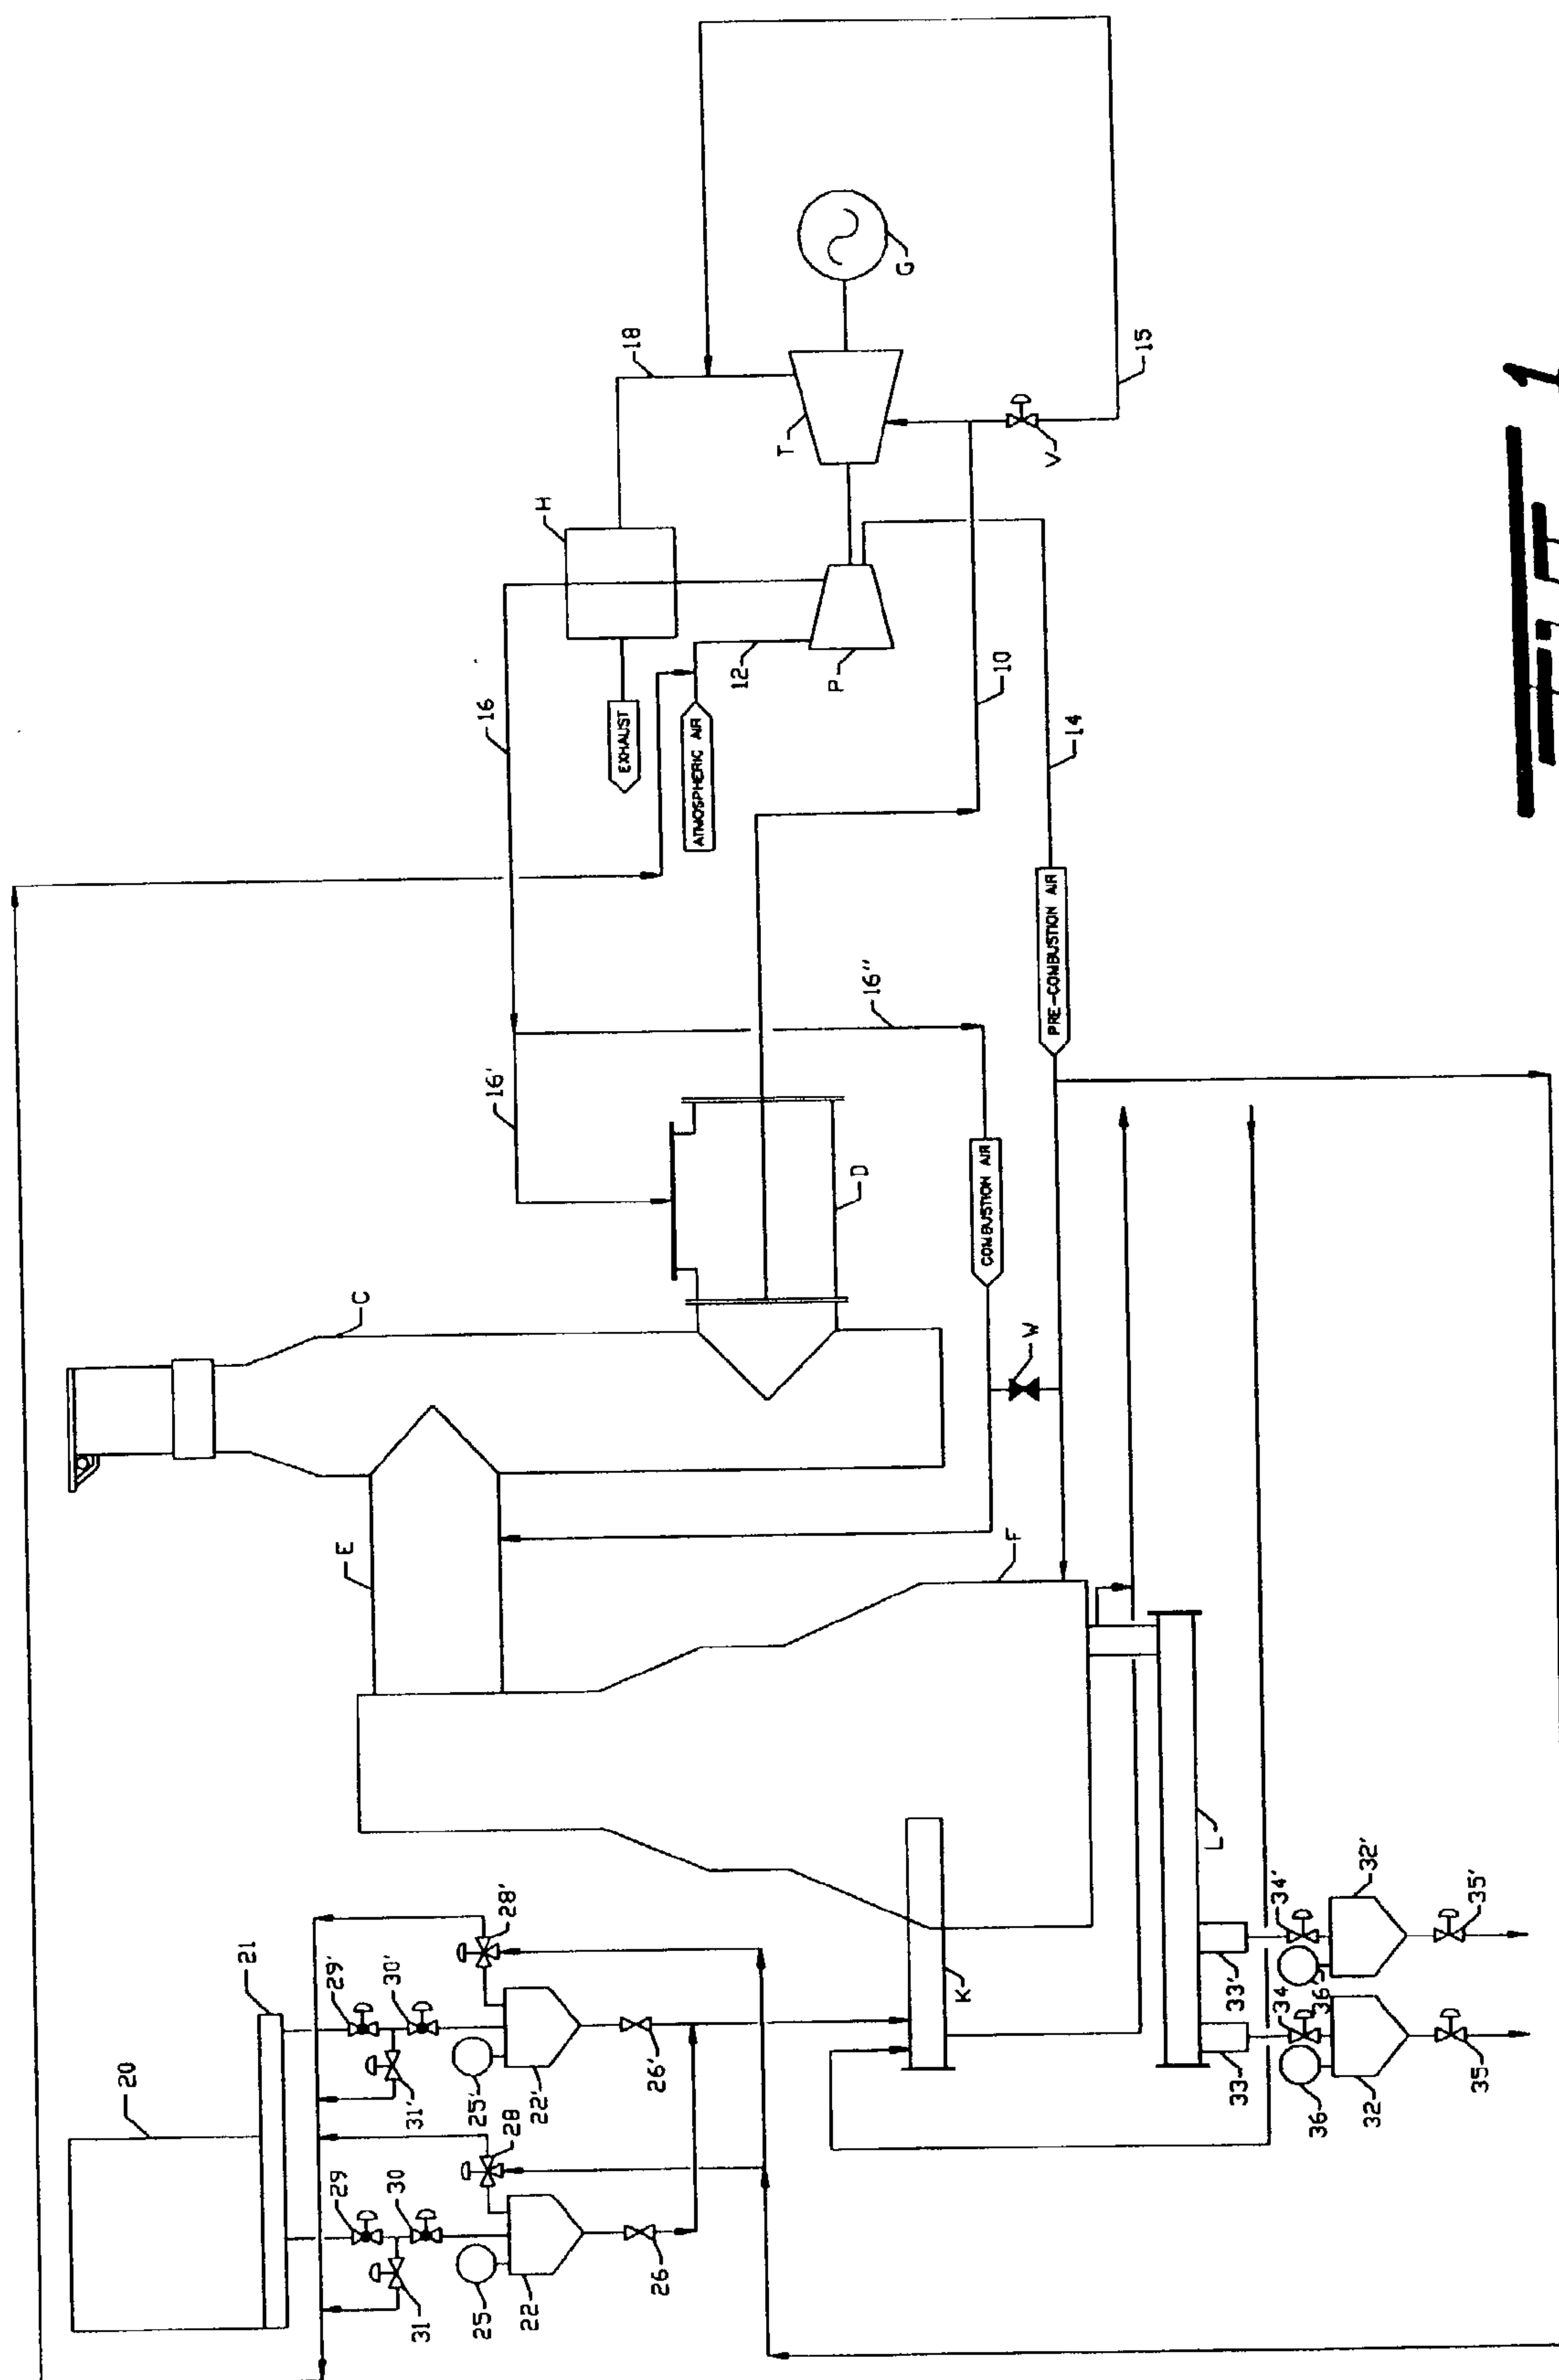 20
21
29
29'
30
30'
31
31'
25
25'
22
22'
28
28'
26
26'
E
C
F
K
L
D
W
16'
16
16"
COMBUSTION AIR
PRE-COMBUSTION AIR
14
10
12
EXHAUST
ATMOSPHERIC AIR
H
P
18
T
G
V
15
33
33'
34
34'
36
36'
32
32'
35
35'